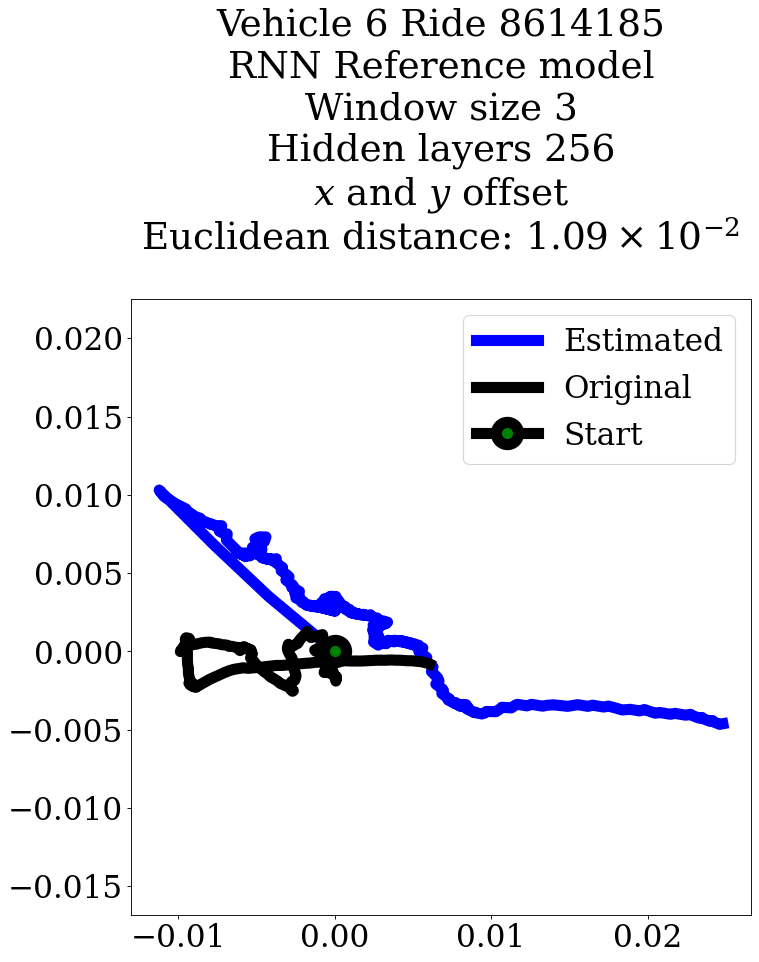 Vehicle 6 Ride 8614185
RNN Reference model
Window size 3
Hidden layers 256
x and y offset
Euclidean distance: 1.09 × 10⁻²
Estimated
Original
Start
0.020
0.015
0.010
0.005
0.000
−0.005
−0.010
−0.015
−0.01 0.00 0.01 0.02